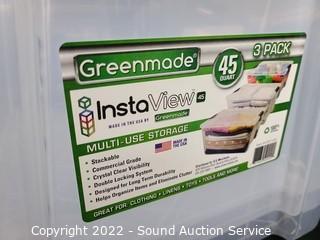 Greenmade®
45
QUART
3 PACK
InstaView 45
MADE IN THE USA BY Greenmade
MULTI-USE STORAGE
• Stackable
• Commercial Grade
• Crystal Clear Visibility
• Double Locking System
• Designed for Long Term Durability
• Helps Organize Items and Eliminate Clutter
MADE IN THE USA
GREAT FOR: CLOTHING • LINENS • TOYS • TOOLS AND MORE
Copyright 2022 - Sound Auction Service